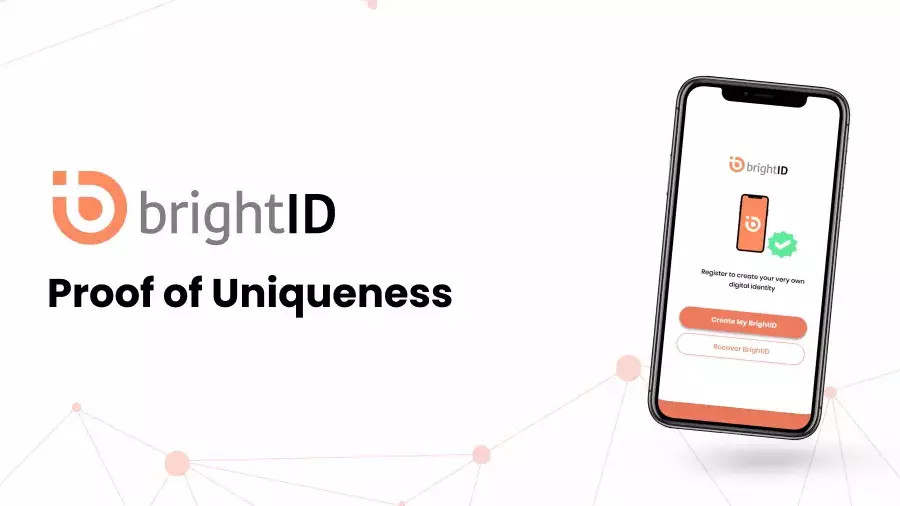 brightID
Proof of Uniqueness
brightID
Register to create your very own
digital identity
Create My BrightID
Recover BrightID